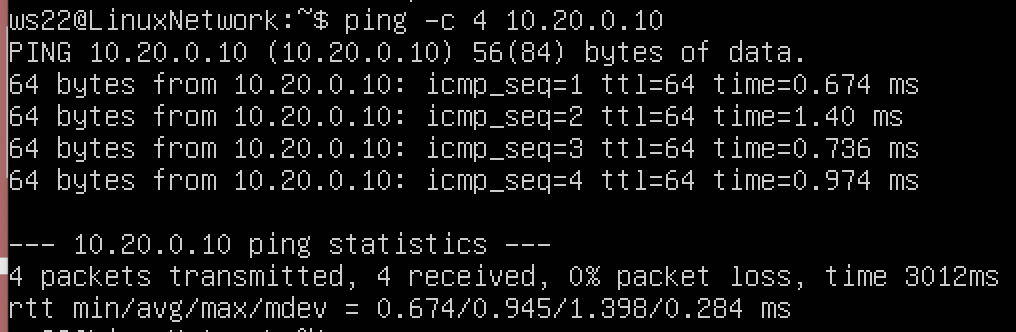 ws22@LinuxNetwork:~$ ping -c 4 10.20.0.10
PING 10.20.0.10 (10.20.0.10) 56(84) bytes of data.
64 bytes from 10.20.0.10: icmp_seq=1 ttl=64 time=0.674 ms
64 bytes from 10.20.0.10: icmp_seq=2 ttl=64 time=1.40 ms
64 bytes from 10.20.0.10: icmp_seq=3 ttl=64 time=0.736 ms
64 bytes from 10.20.0.10: icmp_seq=4 ttl=64 time=0.974 ms
--- 10.20.0.10 ping statistics ---
4 packets transmitted, 4 received, 0% packet loss, time 3012ms
rtt min/avg/max/mdev = 0.674/0.945/1.398/0.284 ms